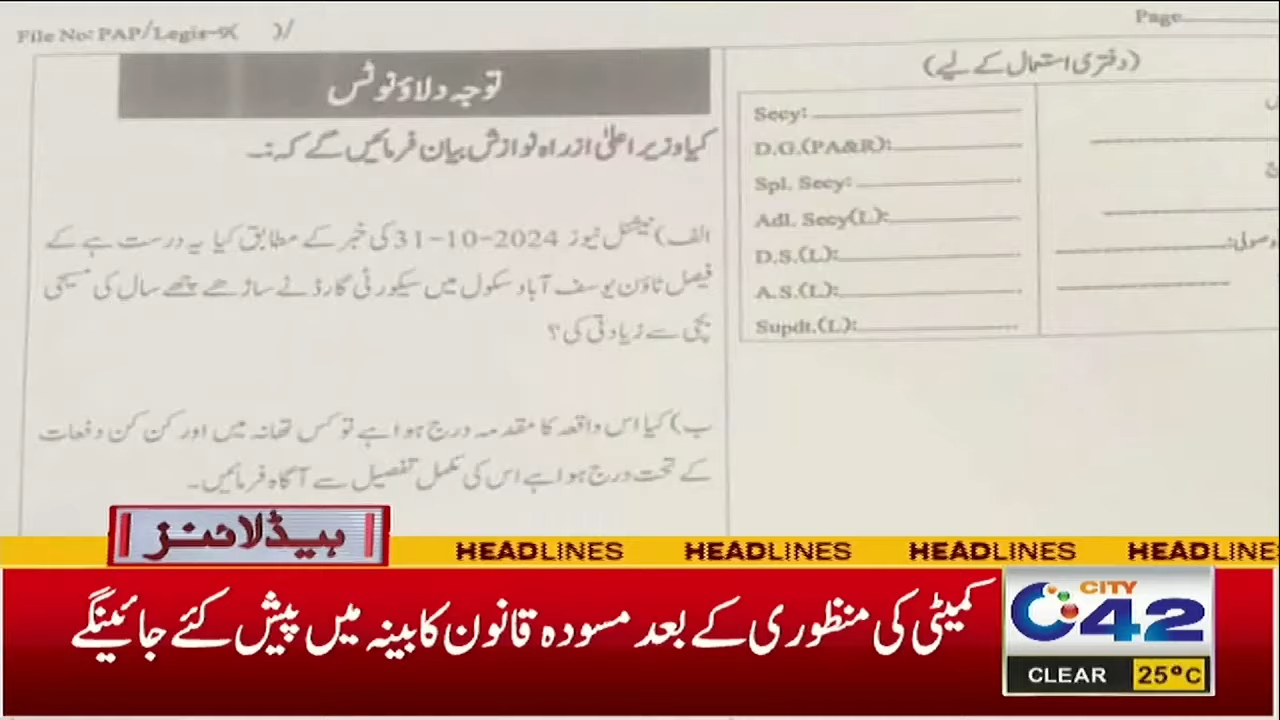 File No: PAP/Legis-9( )/
Page
توجہ دلاؤ نوٹس
کیا وزیر اعلیٰ ازراہ نوازش بیان فرمائیں گے کہ:۔
الف) نیشنل نیوز 2024-10-31 کی خبر کے مطابق کیا یہ درست ہے کے
فیصل ٹاؤن یوسف آباد سکول میں سیکورٹی گارڈ نے ساڑھے چھے سال کی مسیحی
بچی سے زیادتی کی؟
ب) کیا اس واقعہ کا مقدمہ درج ہوا ہے تو کس تھانہ میں اور کن کن دفعات
کے تحت درج ہوا ہے اس کی مکمل تفصیل سے آگاہ فرمائیں۔
(دفتری استعمال کے لیے)
Secy:
D.G.(PA&R):
Spl. Secy:
Adl. Secy(L):
D.S.(L):
A.S.(L):
Supdt.(L):
وصولی:
ہیڈلائنز
HEADLINES HEADLINES HEADLINES HEADLINES
کمیٹی کی منظوری کے بعد مسودہ قانون کابینہ میں پیش کئے جائینگے
CITY
42
CLEAR 25°C